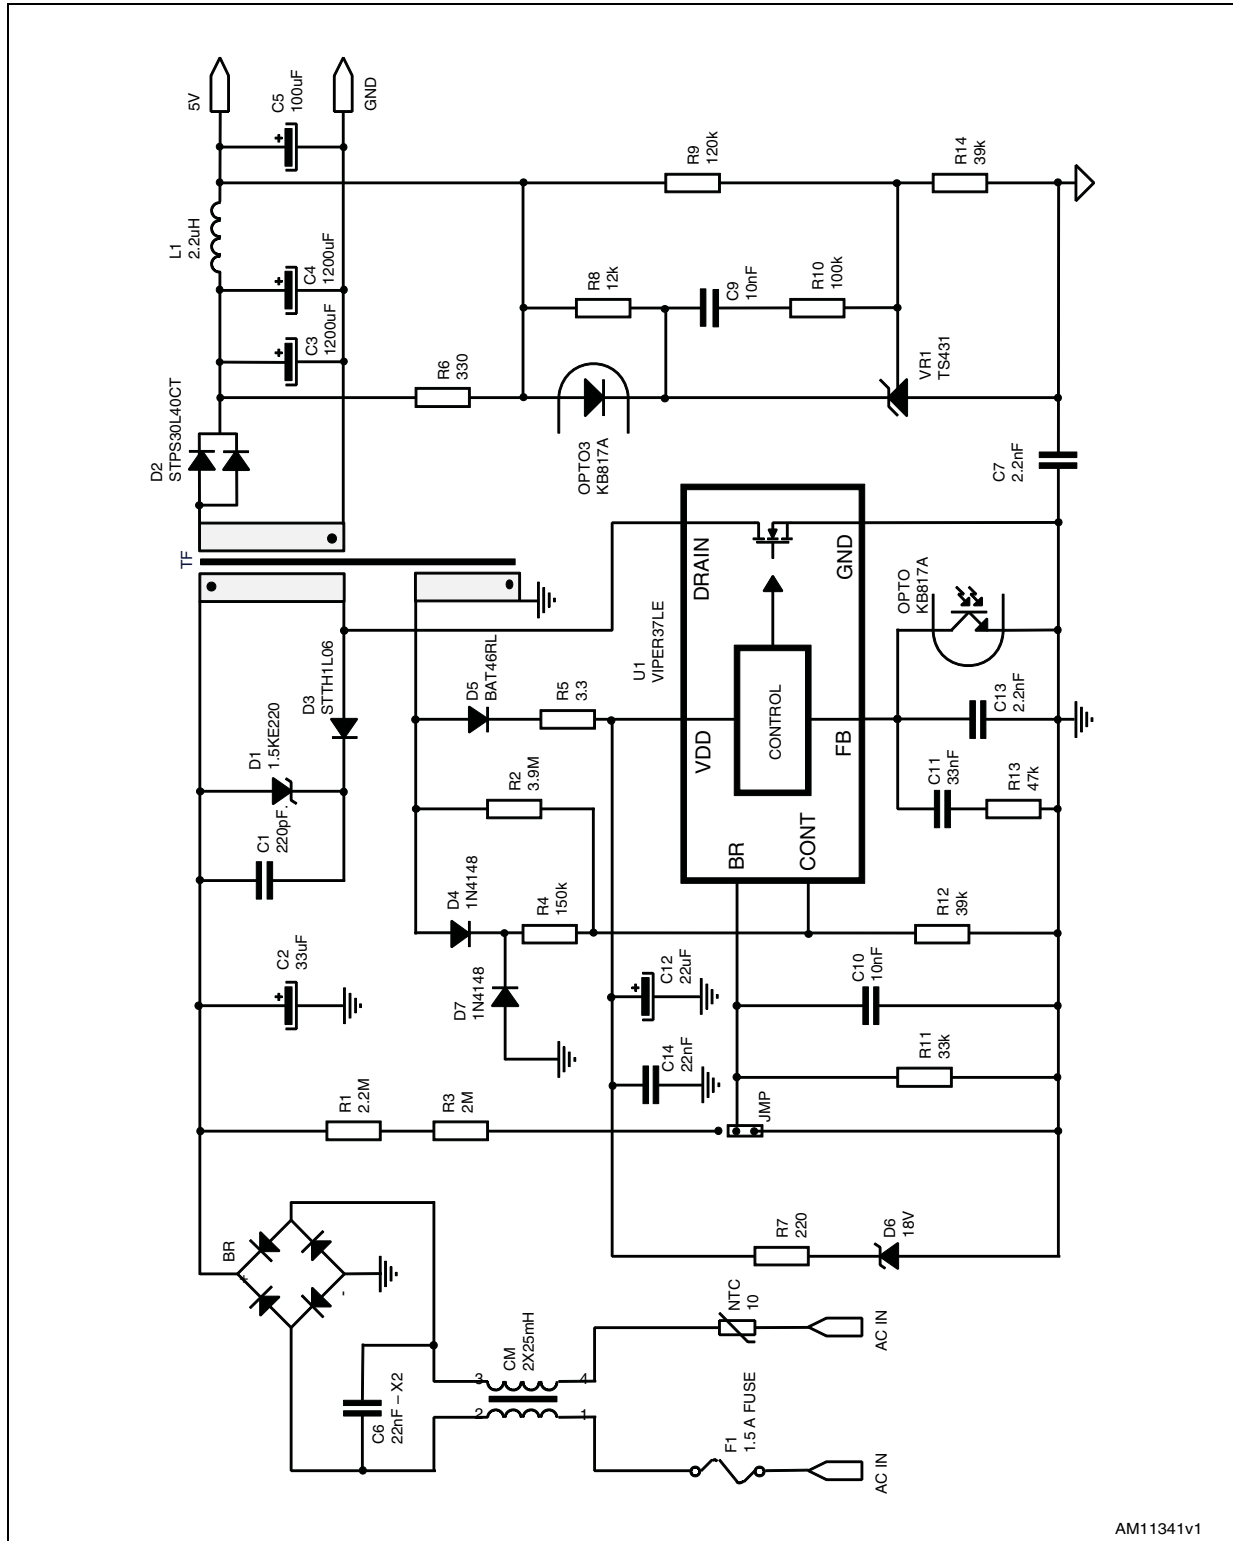 5V
C5
100uF
GND
L1
2.2uH
C4
1200uF
C3
1200uF
D2
STPS30L40CT
R9
120k
R14
39k
R8
12k
C9
10nF
R10
100k
R6
330
VR1
TS431
OPTO3
KB817A
C7
2.2nF
TF
DRAIN
GND
OPTO
KB817A
U1
VIPER37LE
VDD
CONTROL
FB
BR
CONT
D3
STTH1L06
D5
BAT46RL
R5
3.3
D1
1.5KE220
R2
3.9M
C1
220pF.
D4
1N4148
R4
150k
C13
2.2nF
C11
33nF
R13
47k
R12
39k
C2
33uF
D7
1N4148
C12
22uF
C10
10nF
C14
22nF
R11
33k
R1
2.2M
R3
2M
JMP
BR
+
-
R7
220
D6
18V
NTC
10
AC IN
CM
2X25mH
3
4
2
1
C6
22nF – X2
F1
1.5 A FUSE
AC IN
AM11341v1